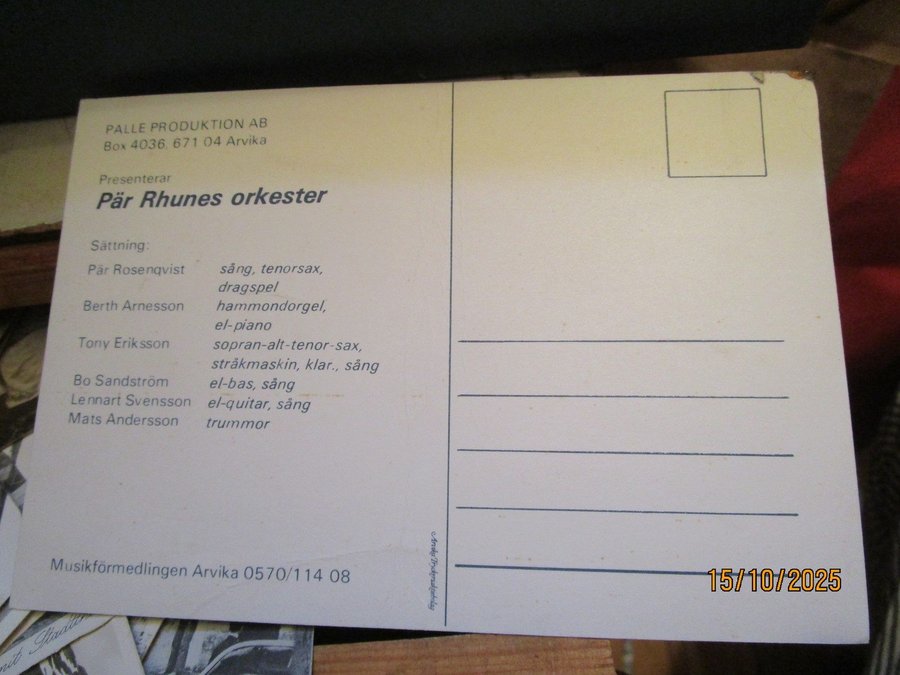 PALLE PRODUKTION AB
Box 4036, 671 04 Arvika
Presenterar
Pär Rhunes orkester
Sättning:
Pär Rosenqvist sång, tenorsax,
dragspel
Berth Arnesson hammondorgel,
el-piano
Tony Eriksson sopran-alt-tenor-sax,
stråkmaskin, klar., sång
Bo Sandström el-bas, sång
Lennart Svensson el-quitar, sång
Mats Andersson trummor
Musikförmedlingen Arvika 0570/114 08
15/10/2025